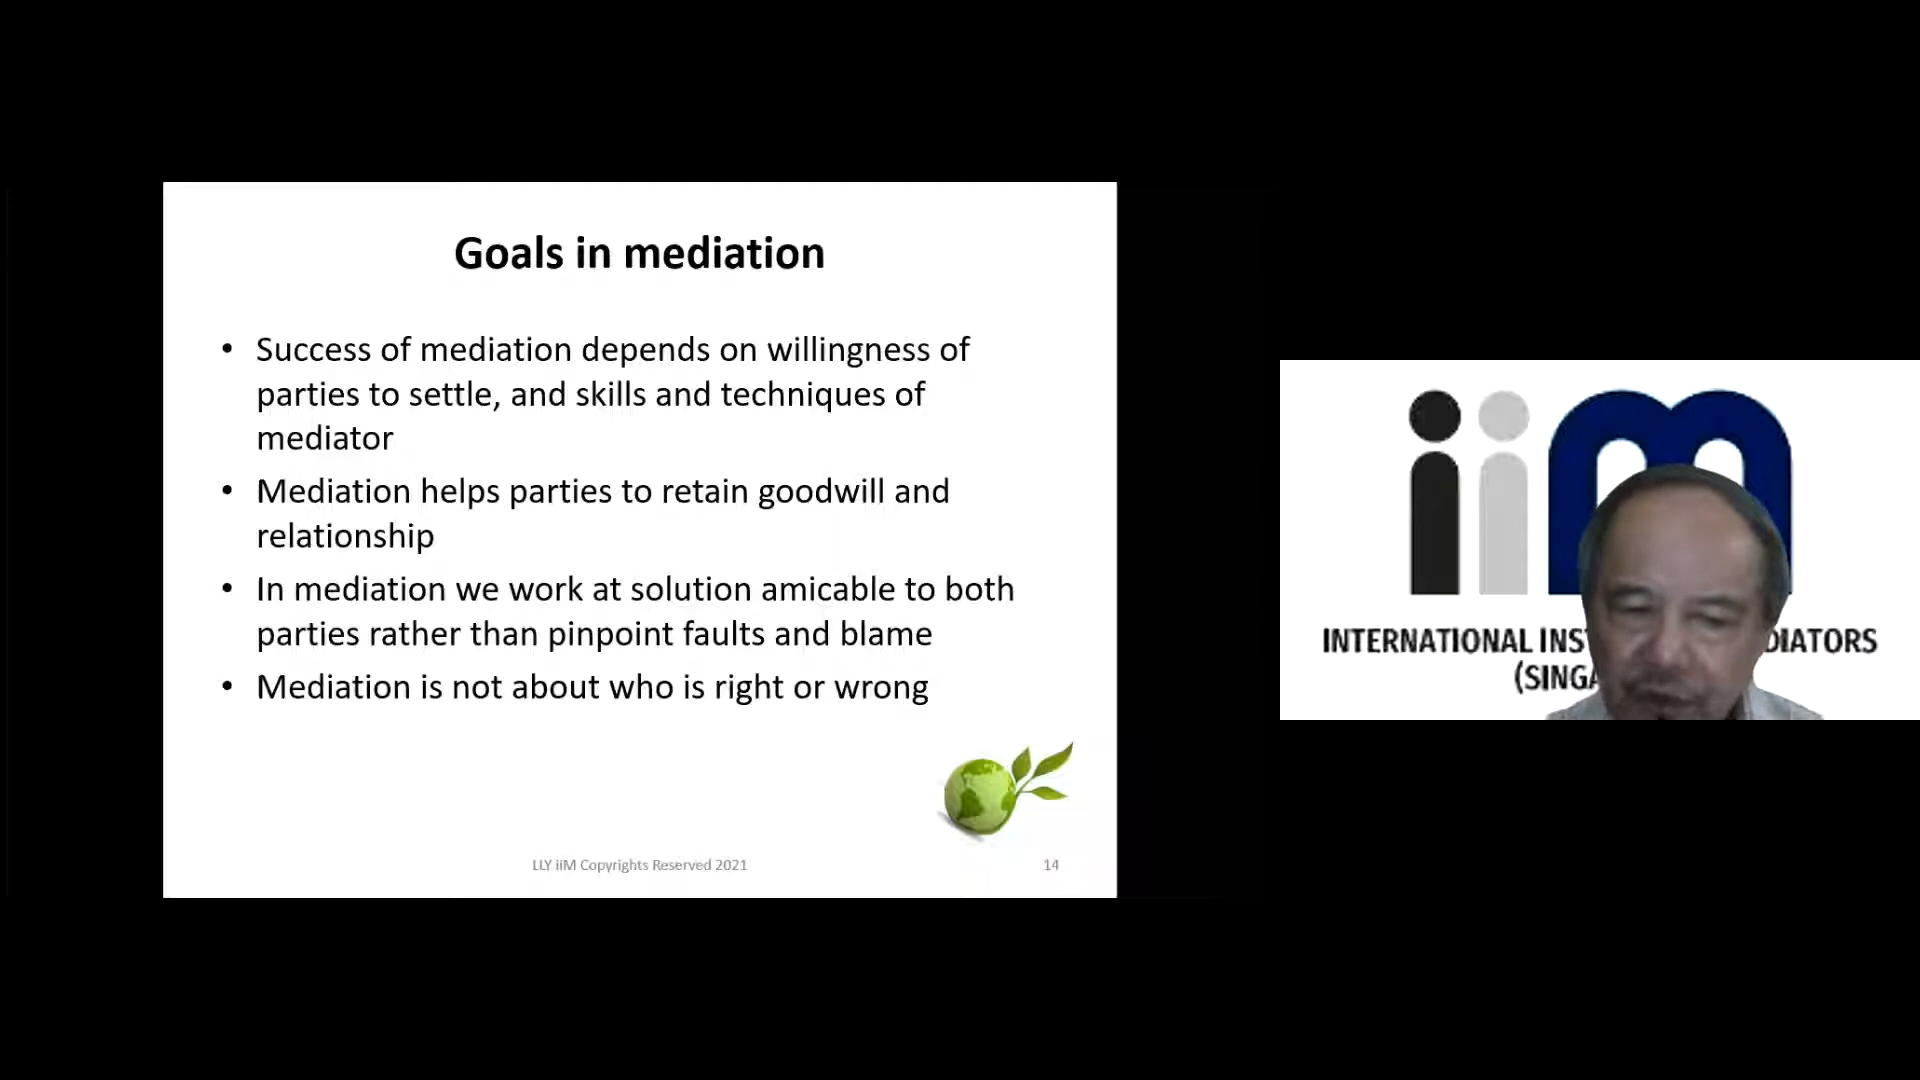 Goals in mediation
• Success of mediation depends on willingness of
parties to settle, and skills and techniques of
mediator
• Mediation helps parties to retain goodwill and
relationship
• In mediation we work at solution amicable to both
parties rather than pinpoint faults and blame
• Mediation is not about who is right or wrong
LLY iiM Copyrights Reserved 2021
14
iim
INTERNATIONAL